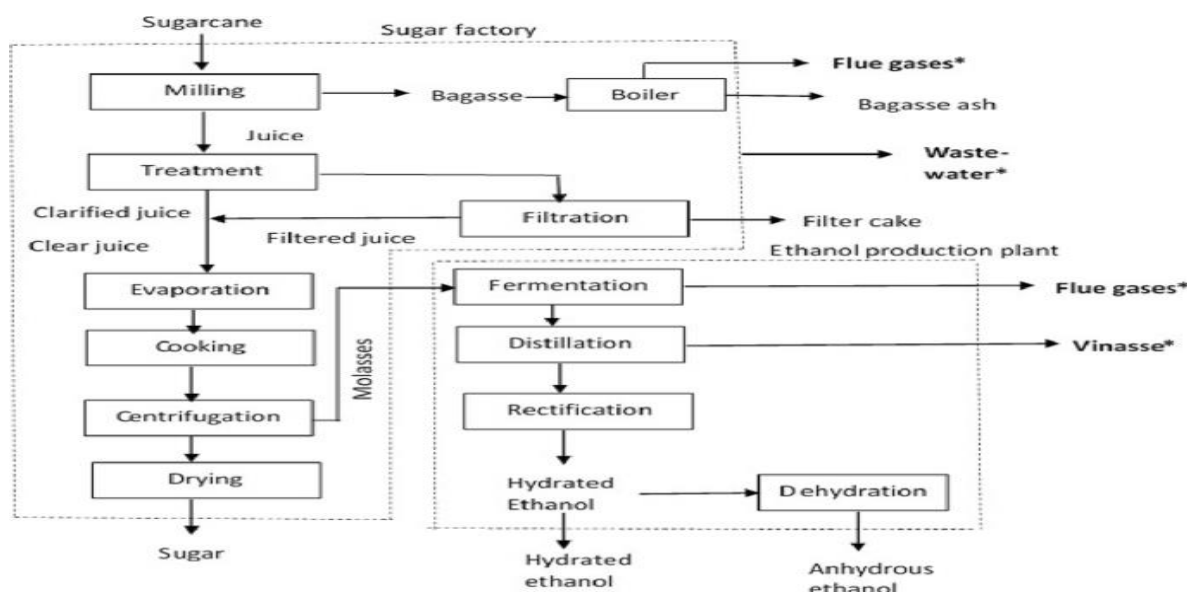 Sugarcane
Sugar factory
Flue gases*
Milling
Bagasse
Boiler
Bagasse ash
Juice
Waste-
water*
Treatment
Clarified juice
Filtration
Filter cake
Filtered juice
Clear juice
Ethanol production plant
Evaporation
Fermentation
Flue gases*
Cooking
Distillation
Vinasse*
Molasses
Centrifugation
Rectification
Drying
Hydrated
Ethanol
Dehydration
Sugar
Hydrated
ethanol
Anhydrous
ethanol